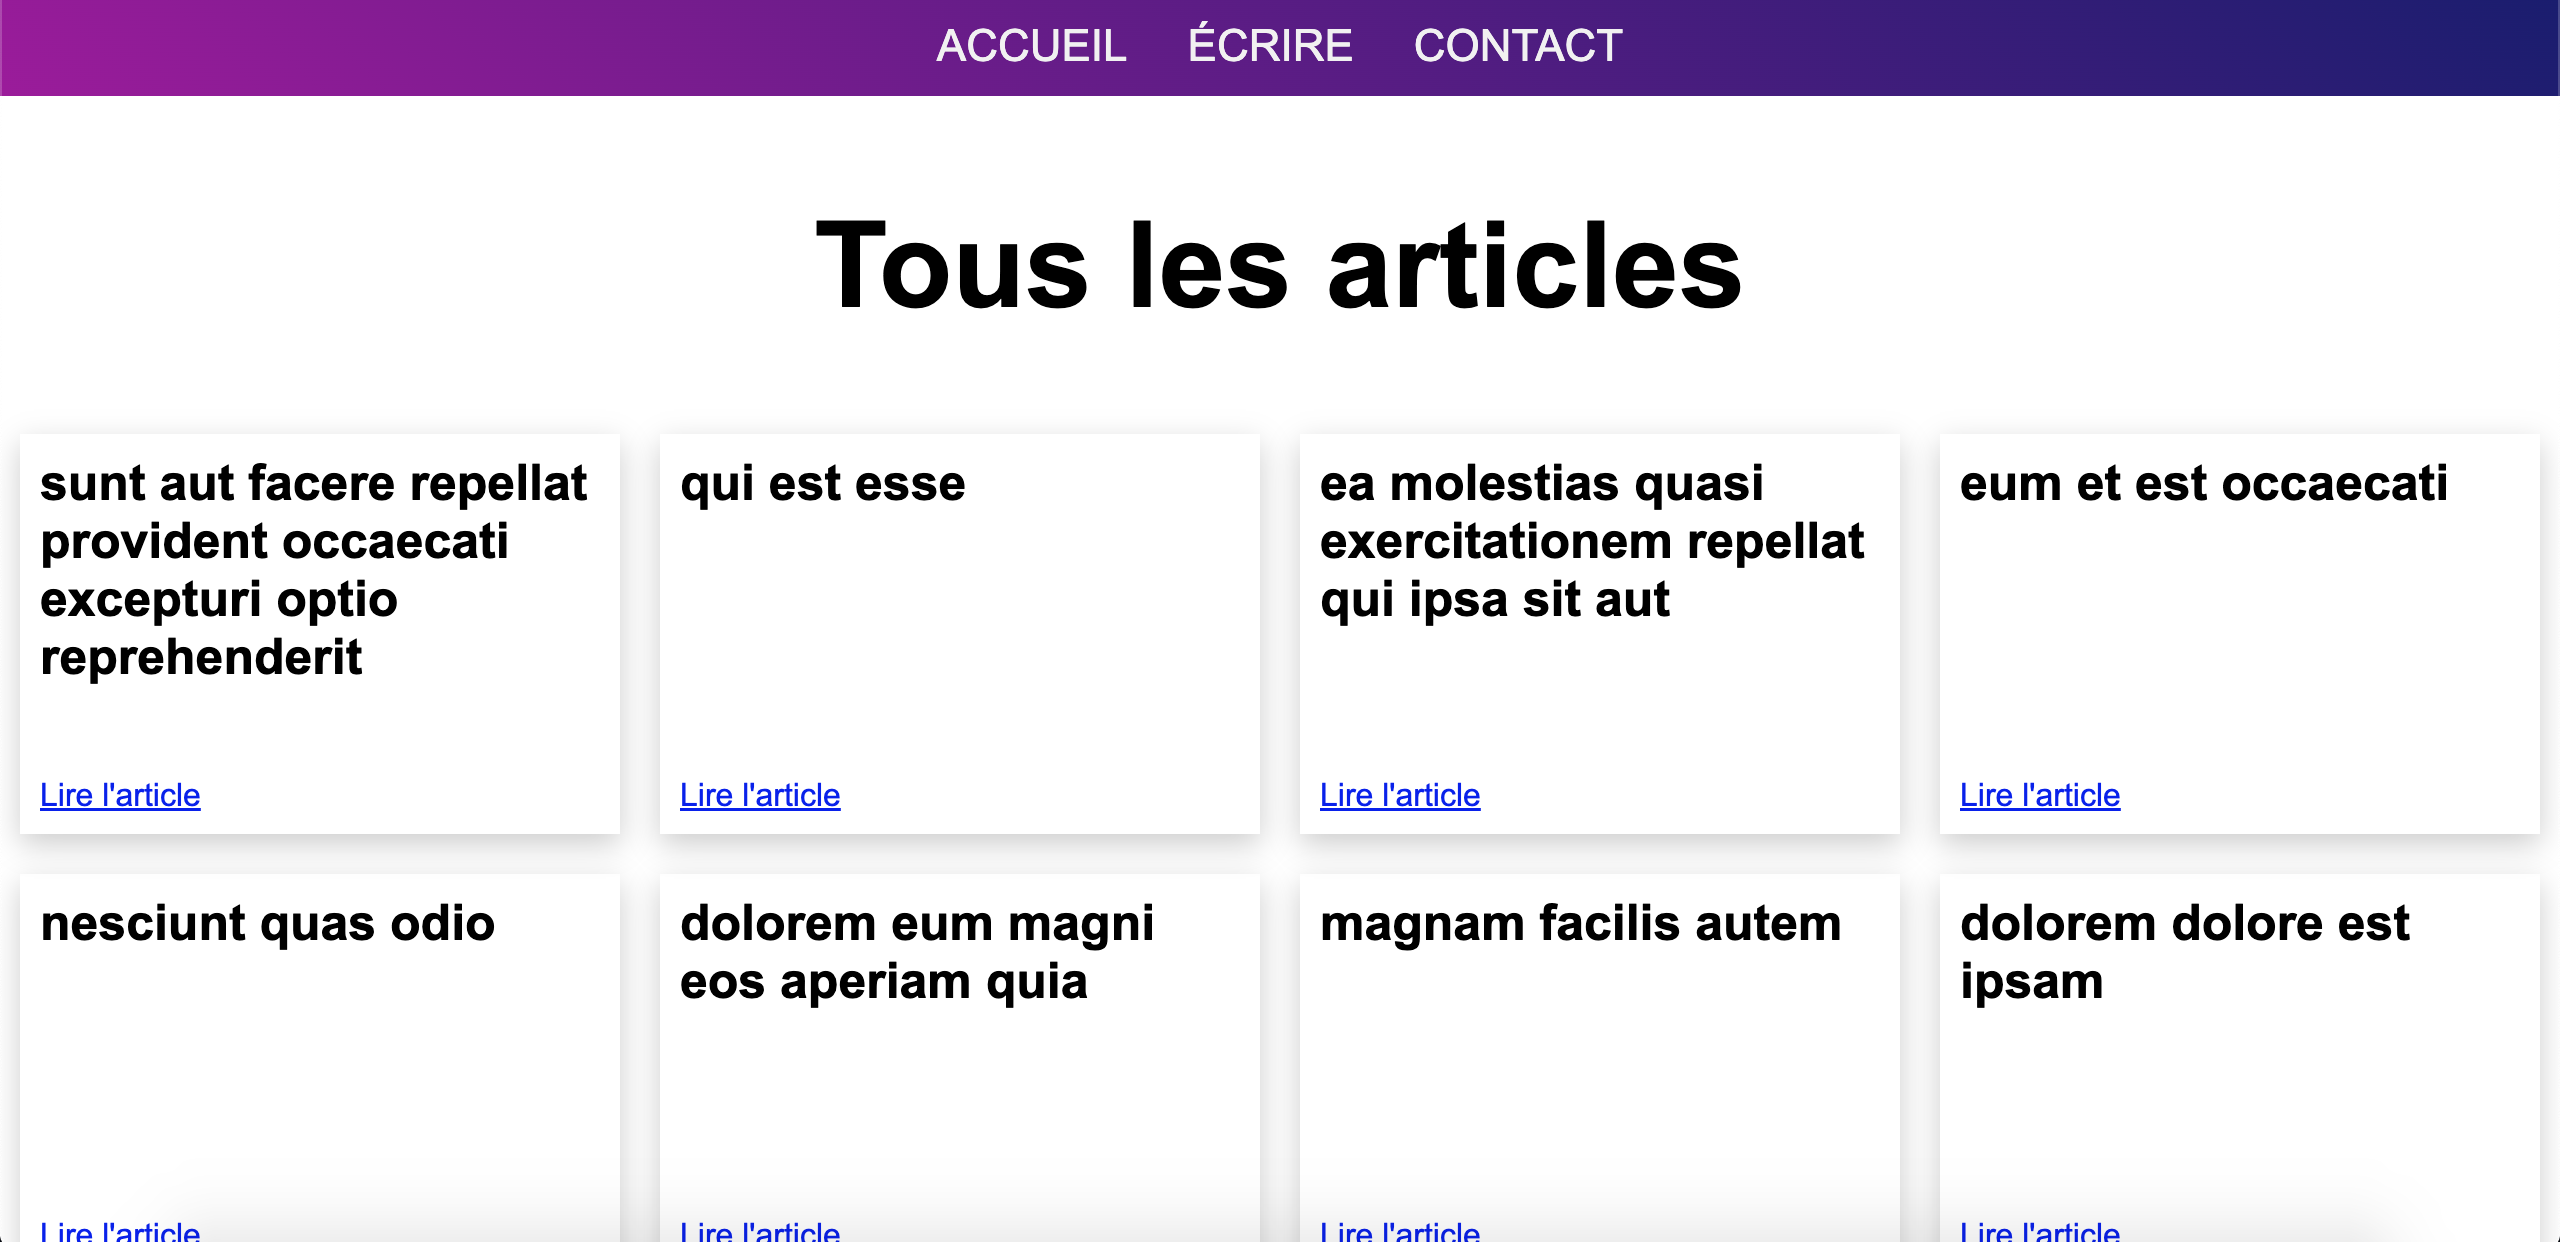 ACCUEIL ÉCRIRE CONTACT
Tous les articles
sunt aut facere repellat
provident occaecati
excepturi optio
reprehenderit
Lire l'article
qui est esse
Lire l'article
ea molestias quasi
exercitationem repellat
qui ipsa sit aut
Lire l'article
eum et est occaecati
Lire l'article
nesciunt quas odio
Lire l'article
dolorem eum magni
eos aperiam quia
Lire l'article
magnam facilis autem
Lire l'article
dolorem dolore est
ipsam
Lire l'article